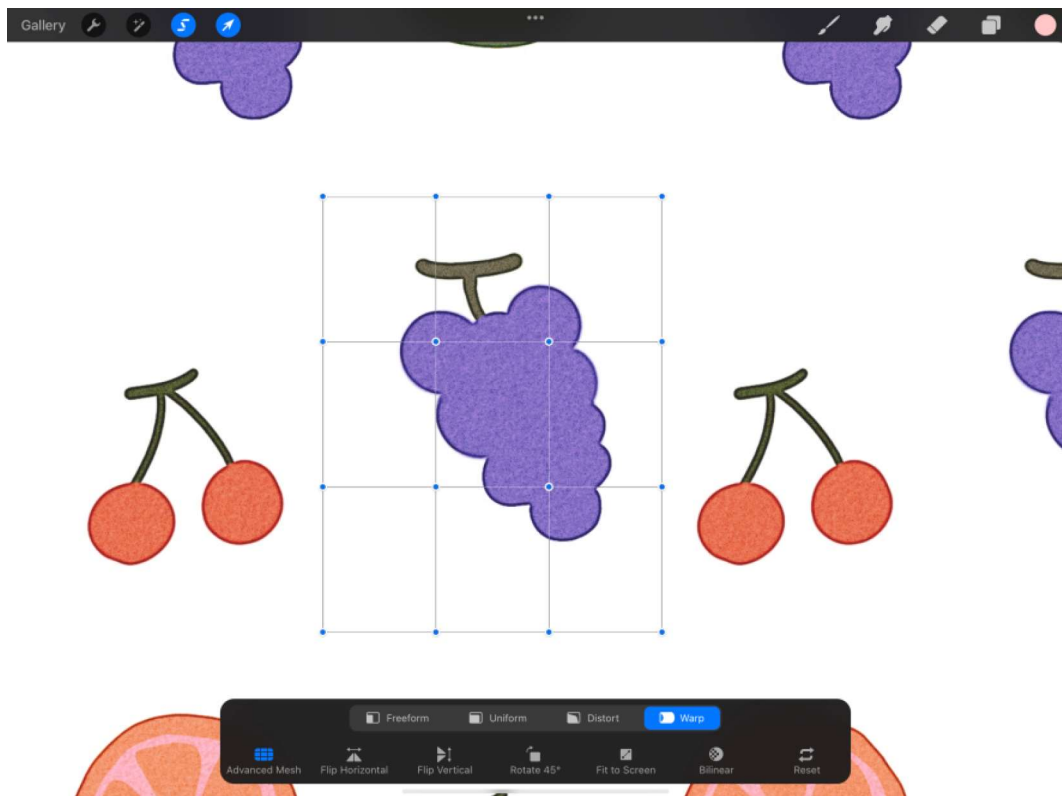 Gallery
Freeform Uniform Distort Warp
Advanced Mesh Flip Horizontal Flip Vertical Rotate 45° Fit to Screen Bilinear Reset